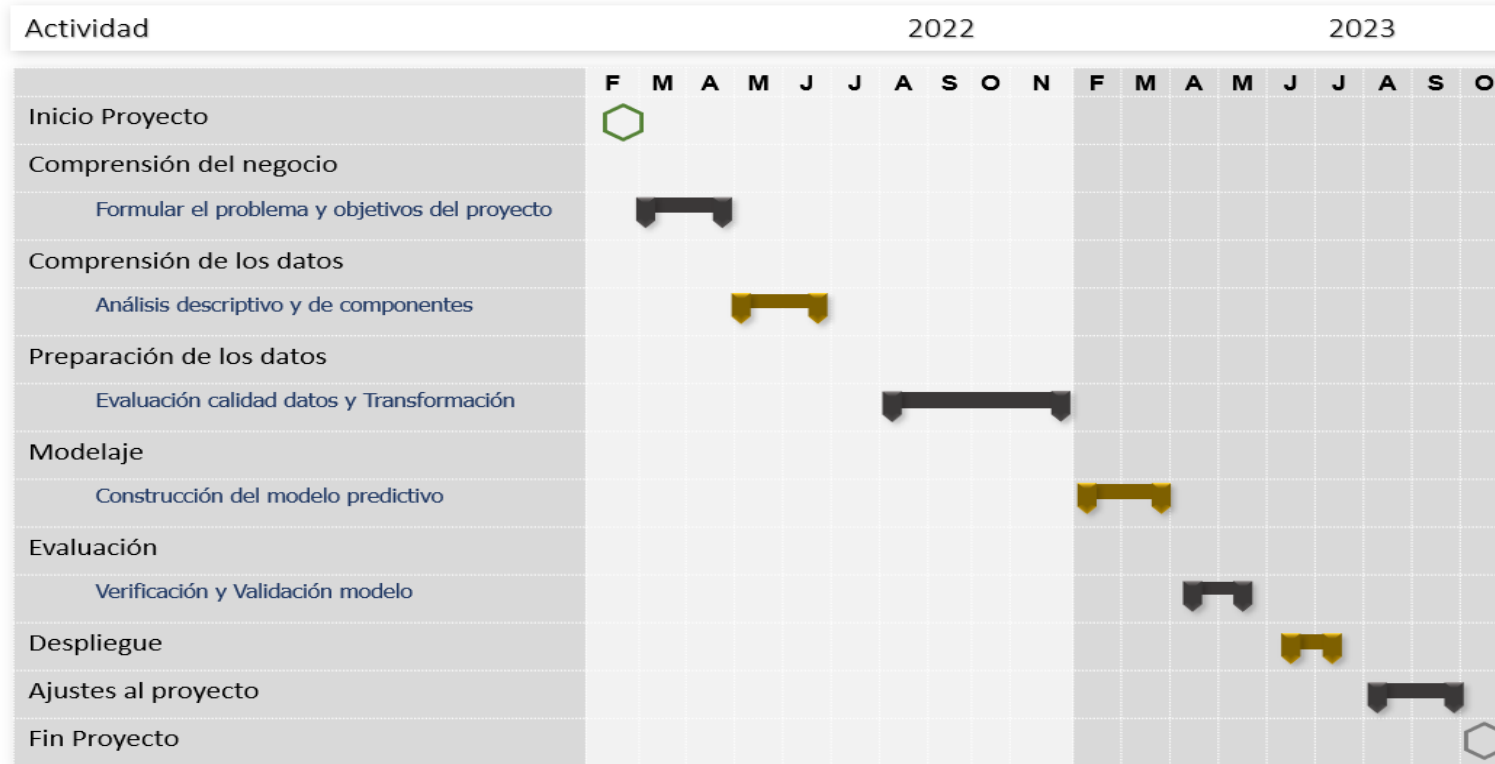 Actividad 2022 2023
F M A M J J A S O N F M A M J J A S O
Inicio Proyecto
Comprensión del negocio
Formular el problema y objetivos del proyecto
Comprensión de los datos
Análisis descriptivo y de componentes
Preparación de los datos
Evaluación calidad datos y Transformación
Modelaje
Construcción del modelo predictivo
Evaluación
Verificación y Validación modelo
Despliegue
Ajustes al proyecto
Fin Proyecto